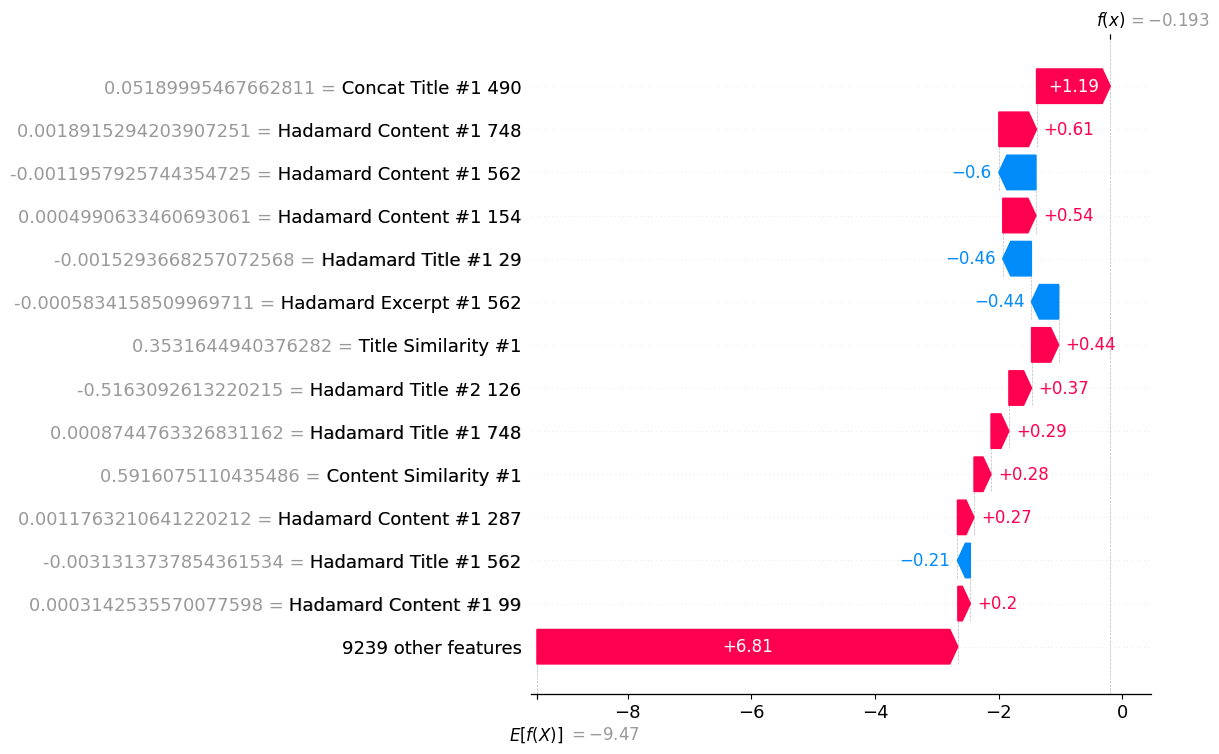 f(x) = −0.193
0.05189995467662811 = Concat Title #1 490
+1.19
0.0018915294203907251 = Hadamard Content #1 748
+0.61
-0.0011957925744354725 = Hadamard Content #1 562
−0.6
0.0004990633460693061 = Hadamard Content #1 154
+0.54
-0.0015293668257072568 = Hadamard Title #1 29
−0.46
-0.0005834158509969711 = Hadamard Excerpt #1 562
−0.44
0.3531644940376282 = Title Similarity #1
+0.44
-0.5163092613220215 = Hadamard Title #2 126
+0.37
0.0008744763326831162 = Hadamard Title #1 748
+0.29
0.5916075110435486 = Content Similarity #1
+0.28
0.0011763210641220212 = Hadamard Content #1 287
+0.27
-0.0031313737854361534 = Hadamard Title #1 562
−0.21
0.0003142535570077598 = Hadamard Content #1 99
+0.2
9239 other features
+6.81
−8 −6 −4 −2 0
E[f(X)] = −9.47